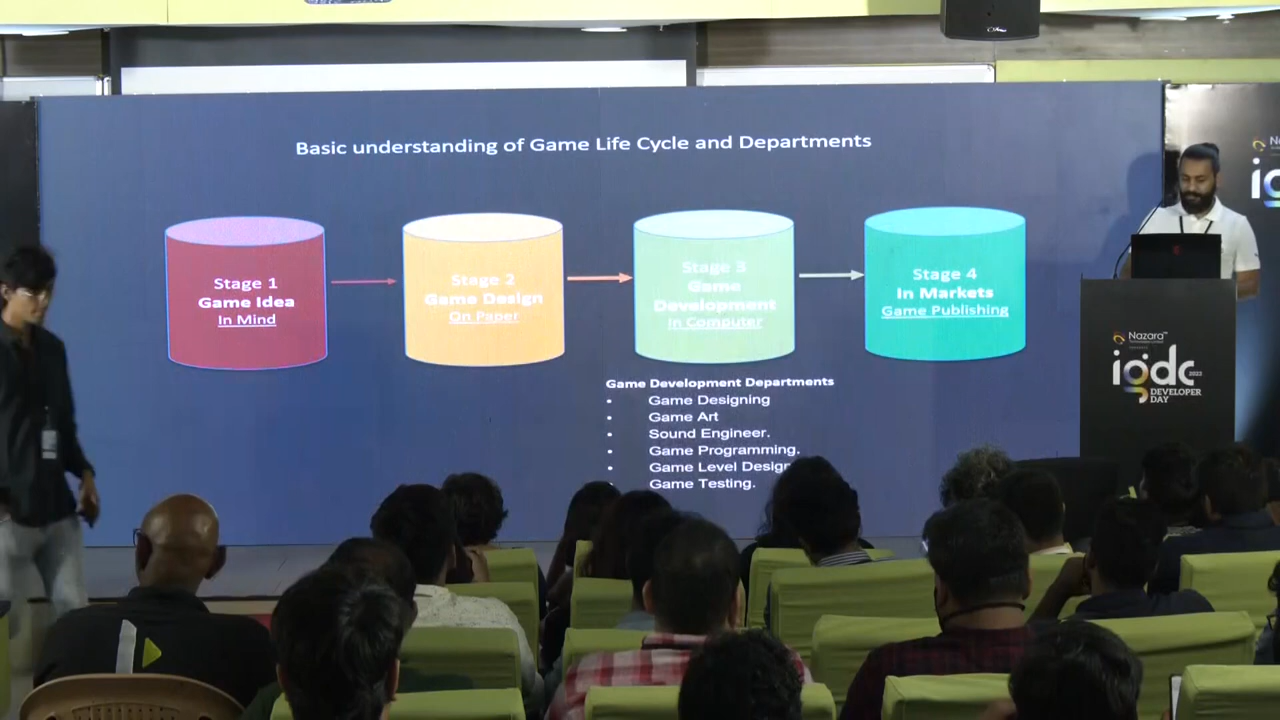 Basic understanding of Game Life Cycle and Departments
Stage 1
Game Idea
In Mind
Stage 2
Game Design
On Paper
Stage 3
Game
Development
In Computer
Stage 4
In Markets
Game Publishing
Game Development Departments
• Game Designing
• Game Art
• Sound Engineer.
• Game Programming.
• Game Level Design
• Game Testing.
Nazara
igdc 2022
DEVELOPER
DAY